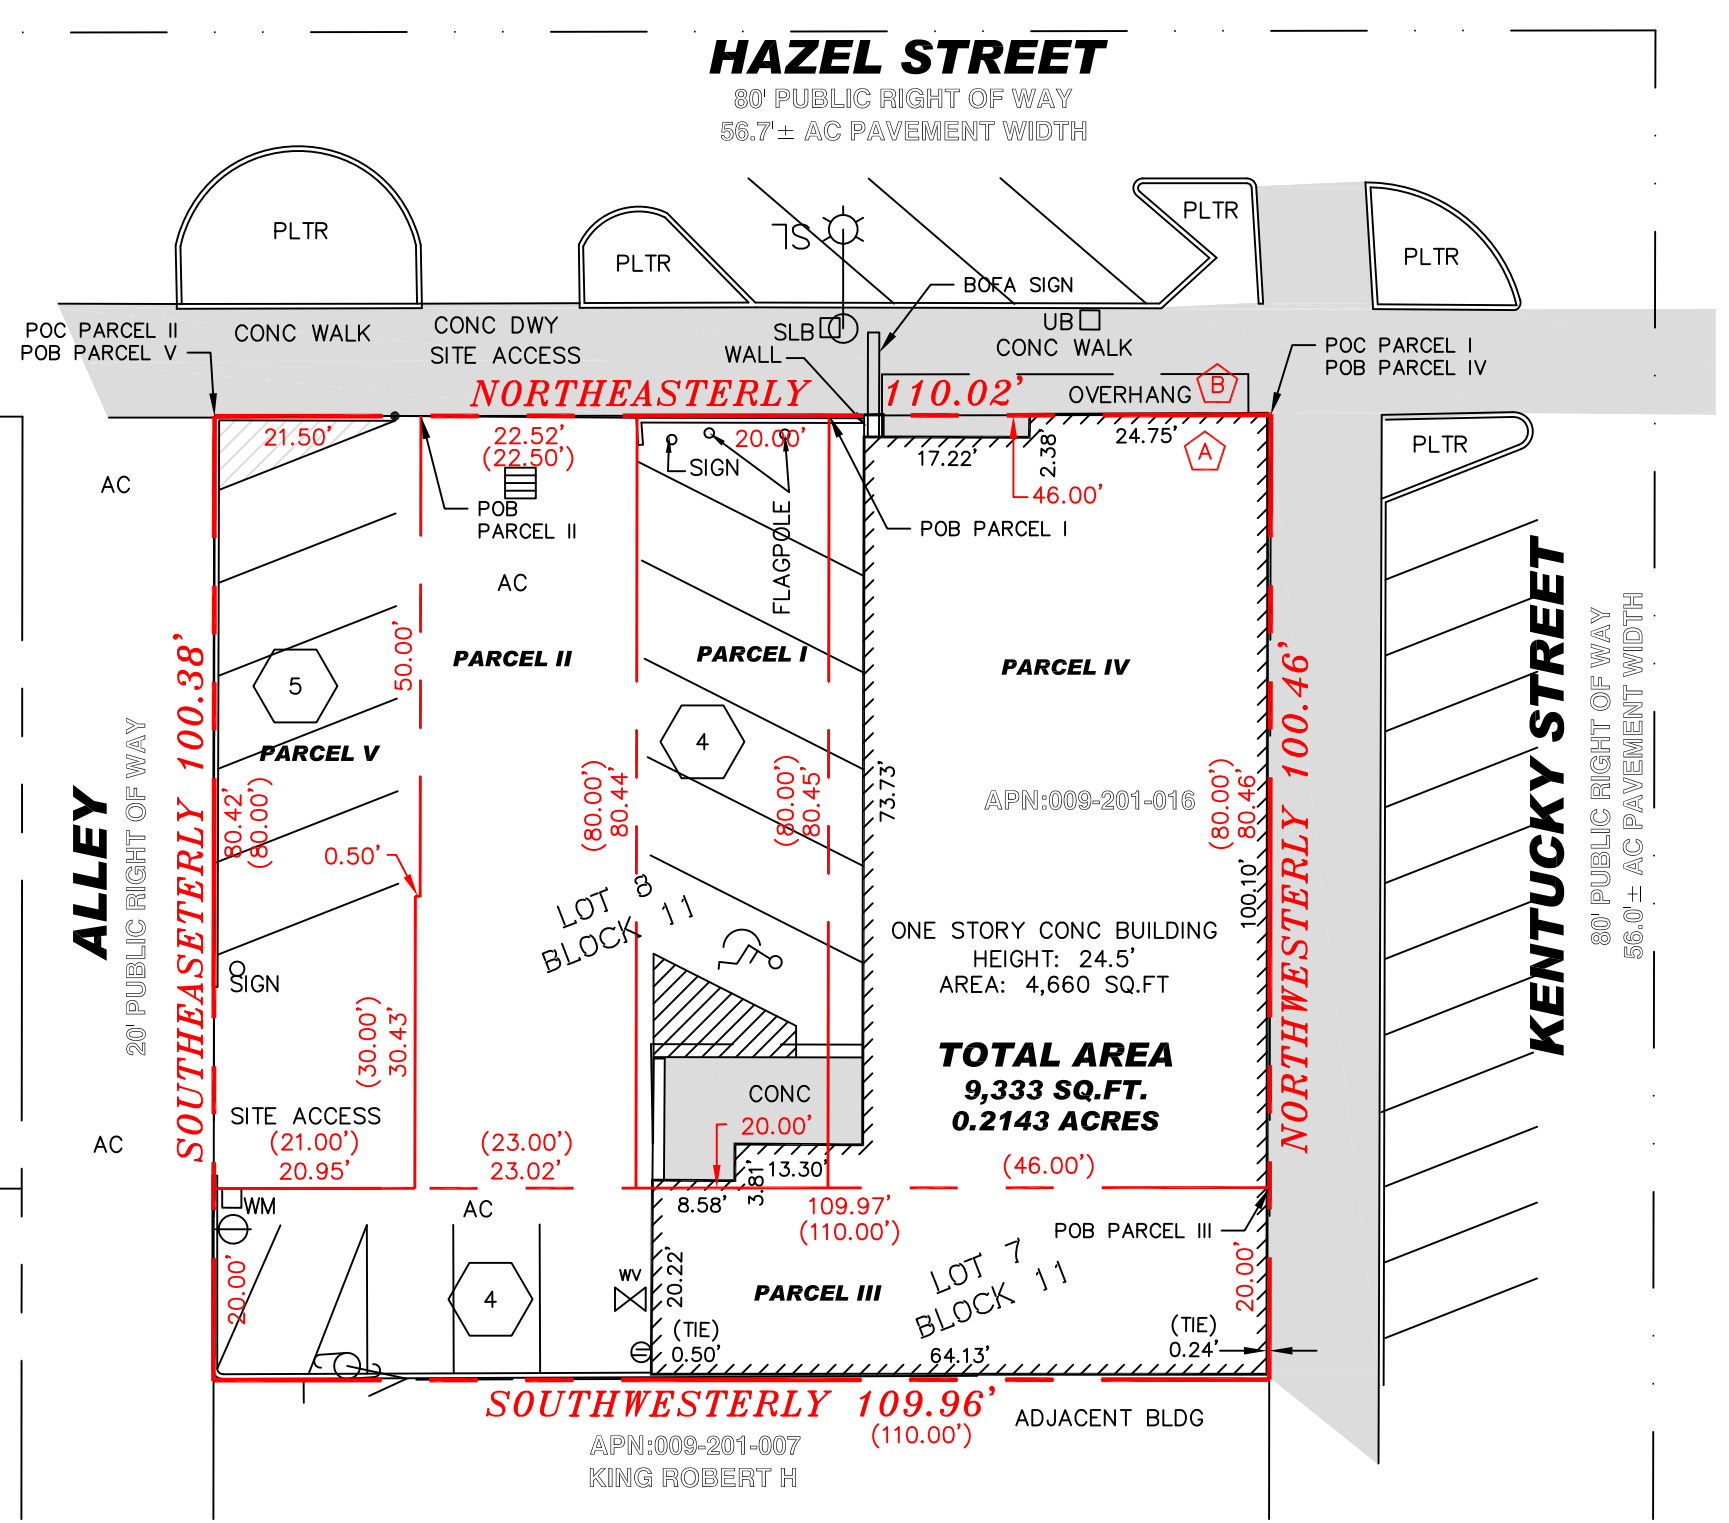 HAZEL STREET
80' PUBLIC RIGHT OF WAY
56.7'± AC PAVEMENT WIDTH
PLTR
PLTR
PLTR
PLTR
SL
BOFA SIGN
POC PARCEL II
POB PARCEL V
CONC WALK
CONC DWY
SITE ACCESS
SLB
WALL
UB
CONC WALK
POC PARCEL I
POB PARCEL IV
NORTHEASTERLY 110.02'
OVERHANG
B
21.50'
22.52'
(22.50')
20.00'
SIGN
17.22'
2.38'
24.75'
A
46.00'
PLTR
AC
POB
PARCEL II
POB PARCEL I
FLAGPOLE
AC
50.00'
PARCEL II
PARCEL I
PARCEL IV
5
4
PARCEL V
SOUTHEASETERLY 100.38'
ALLEY
20' PUBLIC RIGHT OF WAY
80.42'
(80.00')
0.50'
(80.00')
80.44'
(80.00')
80.45'
73.73'
APN:009-201-016
(80.00')
80.46'
100.10'
NORTHWESTERLY 100.46'
KENTUCKY STREET
80' PUBLIC RIGHT OF WAY
56.0'± AC PAVEMENT WIDTH
LOT 8
BLOCK 11
ONE STORY CONC BUILDING
HEIGHT: 24.5'
AREA: 4,660 SQ.FT
SIGN
(30.00')
30.43'
TOTAL AREA
9,333 SQ.FT.
0.2143 ACRES
CONC
20.00'
AC
SITE ACCESS
(21.00')
20.95'
(23.00')
23.02'
3.81'
13.30'
(46.00')
WM
AC
8.58'
109.97'
(110.00')
POB PARCEL III
20.00'
4
WV
20.22'
PARCEL III
LOT 7
BLOCK 11
20.00'
(TIE)
0.50'
64.13'
(TIE)
0.24'
SOUTHWESTERLY 109.96'
(110.00')
ADJACENT BLDG
APN:009-201-007
KING ROBERT H